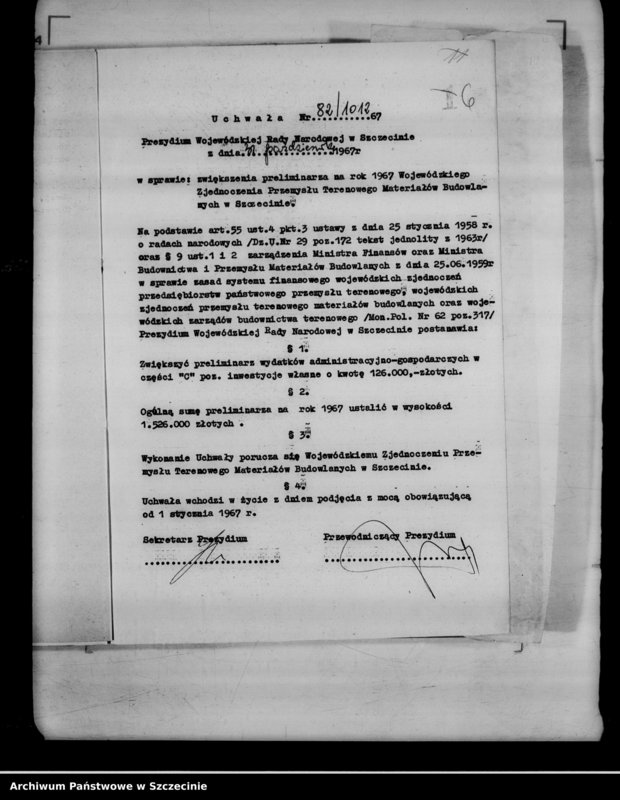 II 6
U c h w a ł a Nr. 82/1012 67
Prezydium Wojewódzkiej Rady Narodowej w Szczecinie
z dnia 31 października 1967r
w sprawie: zwiększenia preliminarza na rok 1967 Wojewódzkiego
Zjednoczenia Przemysłu Terenowego Materiałów Budowla-
nych w Szczecinie.
Na podstawie art.55 ust.4 pkt.3 ustawy z dnia 25 stycznia 1958 r.
o radach narodowych /Dz.U.Nr 29 poz.172 tekst jednolity z 1963r/
oraz § 9 ust.1 i 2 zarządzenia Ministra Finansów oraz Ministra
Budownictwa i Przemysłu Materiałów Budowlanych z dnia 25.06.1959r
w sprawie zasad systemu finansowego wojewódzkich zjednoczeń
przedsiębiorstw państwowego przemysłu terenowego, wojewódzkich
zjednoczeń przemysłu terenowego materiałów budowlanych oraz woje-
wódzkich zarządów budownictwa terenowego /Mon.Pol. Nr 62 poz.317/
Prezydium Wojewódzkiej Rady Narodowej w Szczecinie postanawia:
§ 1.
Zwiększyć preliminarz wydatków administracyjno-gospodarczych w
części "C" poz. inwestycje własne o kwotę 126.000,-złotych.
§ 2.
Ogólną sumę preliminarza na rok 1967 ustalić w wysokości
1.526.000 złotych .
§ 3.
Wykonanie Uchwały porucza się Wojewódzkiemu Zjednoczeniu Prze-
mysłu Terenowego Materiałów Budowlanych w Szczecinie.
§ 4.
Uchwała wchodzi w życie z dniem podjęcia z mocą obowiązującą
od 1 stycznia 1967 r.
Sekretarz Prezydium Przewodniczący Prezydium
Archiwum Państwowe w Szczecinie